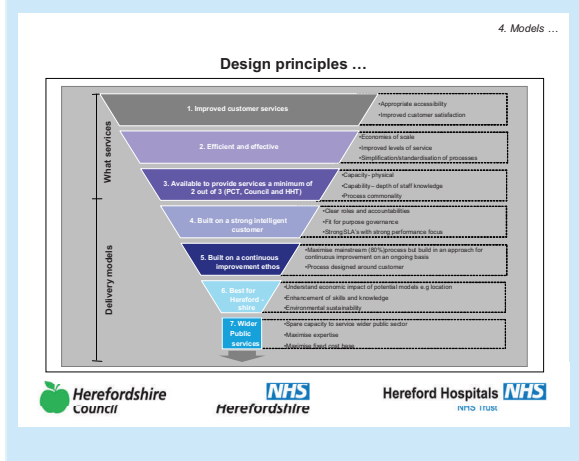 4. Models …
Design principles …
What services
Delivery models
1. Improved customer services
•Appropriate accessibility
•Improved customer satisfaction
2. Efficient and effective
•Economies of scale
•Improved levels of service
•Simplification/standardisation of processes
3. Available to provide services a minimum of
2 out of 3 (PCT, Council and HHT)
•Capacity- physical
•Capability– depth of staff knowledge
•Process commonality
4. Built on a strong intelligent
customer
•Clear roles and accountabilities
•Fit for purpose governance
•Strong SLA's with strong performance focus
5. Built on a continuous
improvement ethos
•Maximise mainstream (80%)process but build in an approach for
continuous improvement on an ongoing basis
•Process designed around customer
6. Best for
Hereford -
shire
•Understand economic impact of potential models e.g location
•Enhancement of skills and knowledge
•Environmental sustainability
7. Wider
Public
services
•Spare capacity to service wider public sector
•Maximise expertise
•Maximise fixed cost base
Herefordshire
Council
NHS
Herefordshire
Hereford Hospitals NHS
NHS Trust